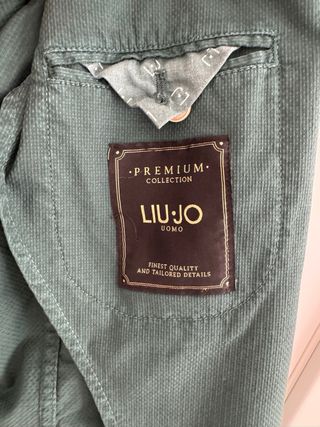 ·PREMIUM·
COLLECTION
LIU·JO
UOMO
FINEST QUALITY
AND TAILORED DETAILS